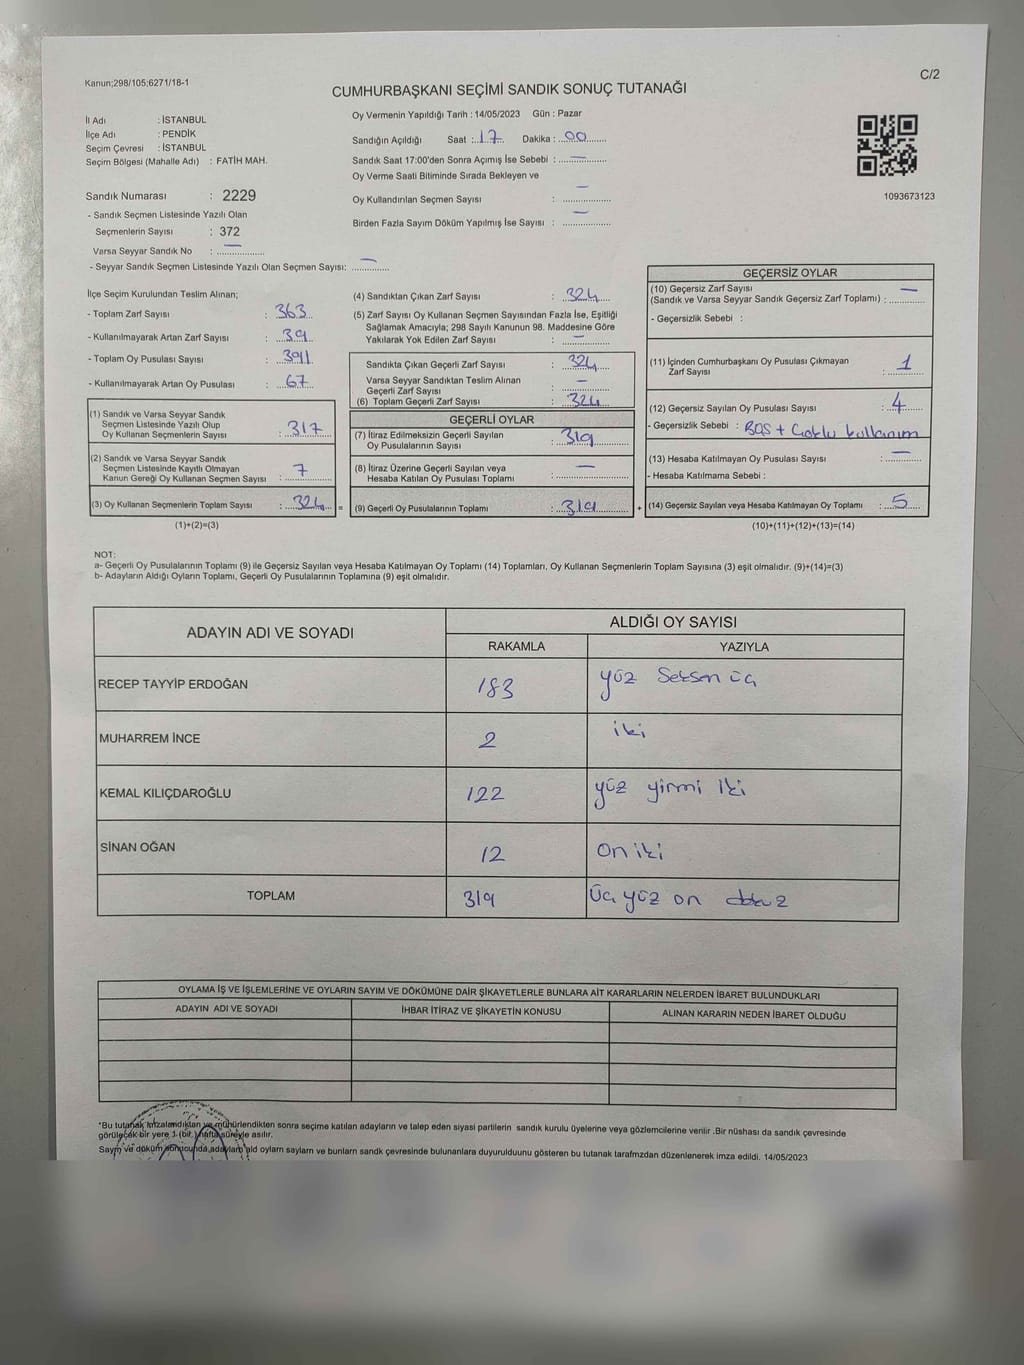 Kanun;298/105;6271/18-1
C/2
CUMHURBAŞKANI SEÇİMİ SANDIK SONUÇ TUTANAĞI
İl Adı : İSTANBUL
İlçe Adı : PENDİK
Seçim Çevresi : İSTANBUL
Seçim Bölgesi (Mahalle Adı) : FATİH MAH.
Sandık Numarası : 2229
- Sandık Seçmen Listesinde Yazılı Olan
Seçmenlerin Sayısı : 372
Varsa Seyyar Sandık No : —
- Seyyar Sandık Seçmen Listesinde Yazılı Olan Seçmen Sayısı: —
Oy Vermenin Yapıldığı Tarih : 14/05/2023 Gün : Pazar
Sandığın Açıldığı Saat : 17 Dakika : 00
Sandık Saat 17:00'den Sonra Açımış İse Sebebi : —
Oy Verme Saati Bitiminde Sırada Bekleyen ve
Oy Kullandırılan Seçmen Sayısı : —
Birden Fazla Sayım Döküm Yapılmış İse Sayısı : —
1093673123
İlçe Seçim Kurulundan Teslim Alınan;
- Toplam Zarf Sayısı : 363
- Kullanılmayarak Artan Zarf Sayısı : 39
- Toplam Oy Pusulası Sayısı : 391
- Kullanılmayarak Artan Oy Pusulası : 67
(1) Sandık ve Varsa Seyyar Sandık
Seçmen Listesinde Yazılı Olup
Oy Kullanan Seçmenlerin Sayısı : 317
(2) Sandık ve Varsa Seyyar Sandık
Seçmen Listesinde Kayıtlı Olmayan
Kanun Gereği Oy Kullanan Seçmen Sayısı : 7
(3) Oy Kullanan Seçmenlerin Toplam Sayısı : 324 =
(1)+(2)=(3)
(4) Sandıktan Çıkan Zarf Sayısı : 324
(5) Zarf Sayısı Oy Kullanan Seçmen Sayısından Fazla İse, Eşitliği
Sağlamak Amacıyla; 298 Sayılı Kanunun 98. Maddesine Göre
Yakılarak Yok Edilen Zarf Sayısı : —
Sandıkta Çıkan Geçerli Zarf Sayısı : 324
Varsa Seyyar Sandıktan Teslim Alınan
Geçerli Zarf Sayısı : —
(6) Toplam Geçerli Zarf Sayısı : 324
GEÇERLİ OYLAR
(7) İtiraz Edilmeksizin Geçerli Sayılan
Oy Pusulalarının Sayısı : 319
(8) İtiraz Üzerine Geçerli Sayılan veya
Hesaba Katılan Oy Pusulası Toplamı : —
(9) Geçerli Oy Pusulalarının Toplamı : 319 +
GEÇERSİZ OYLAR
(10) Geçersiz Zarf Sayısı
(Sandık ve Varsa Seyyar Sandık Geçersiz Zarf Toplamı) : —
- Geçersizlik Sebebi :
(11) İçinden Cumhurbaşkanı Oy Pusulası Çıkmayan
Zarf Sayısı : 1
(12) Geçersiz Sayılan Oy Pusulası Sayısı : 4
- Geçersizlik Sebebi : BOŞ + Çoklu kullanım
(13) Hesaba Katılmayan Oy Pusulası Sayısı : —
- Hesaba Katılmama Sebebi :
(14) Geçersiz Sayılan veya Hesaba Katılmayan Oy Toplamı : 5
(10)+(11)+(12)+(13)=(14)
NOT:
a- Geçerli Oy Pusulalarının Toplamı (9) ile Geçersiz Sayılan veya Hesaba Katılmayan Oy Toplamı (14) Toplamları, Oy Kullanan Seçmenlerin Toplam Sayısına (3) eşit olmalıdır. (9)+(14)=(3)
b- Adayların Aldığı Oyların Toplamı, Geçerli Oy Pusulalarının Toplamına (9) eşit olmalıdır.
ADAYIN ADI VE SOYADI
ALDIĞI OY SAYISI
RAKAMLA YAZIYLA
RECEP TAYYİP ERDOĞAN 183 yüz Seksen üç
MUHARREM İNCE 2 iki
KEMAL KILIÇDAROĞLU 122 yüz yirmi iki
SİNAN OĞAN 12 On iki
TOPLAM 319 Üç yüz on dokuz
OYLAMA İŞ VE İŞLEMLERİNE VE OYLARIN SAYIM VE DÖKÜMÜNE DAİR ŞİKAYETLERLE BUNLARA AİT KARARLARIN NELERDEN İBARET BULUNDUKLARI
ADAYIN ADI VE SOYADI İHBAR İTİRAZ VE ŞİKAYETİN KONUSU ALINAN KARARIN NEDEN İBARET OLDUĞU
*Bu tutanak imzalandıktan ve mühürlendikten sonra seçime katılan adayların ve talep eden siyasi partilerin sandık kurulu üyelerine veya gözlemcilerine verilir .Bir nüshası da sandık çevresinde
görülecek bir yere 1 (bir) hafta süreyle asılır.
Sayım ve döküm sonucunda adayların ald oyların sayların ve bunların sandk çevresinde bulunanlara duyurulduunu gösteren bu tutanak tarafmzdan düzenlenerek imza edildi. 14/05/2023